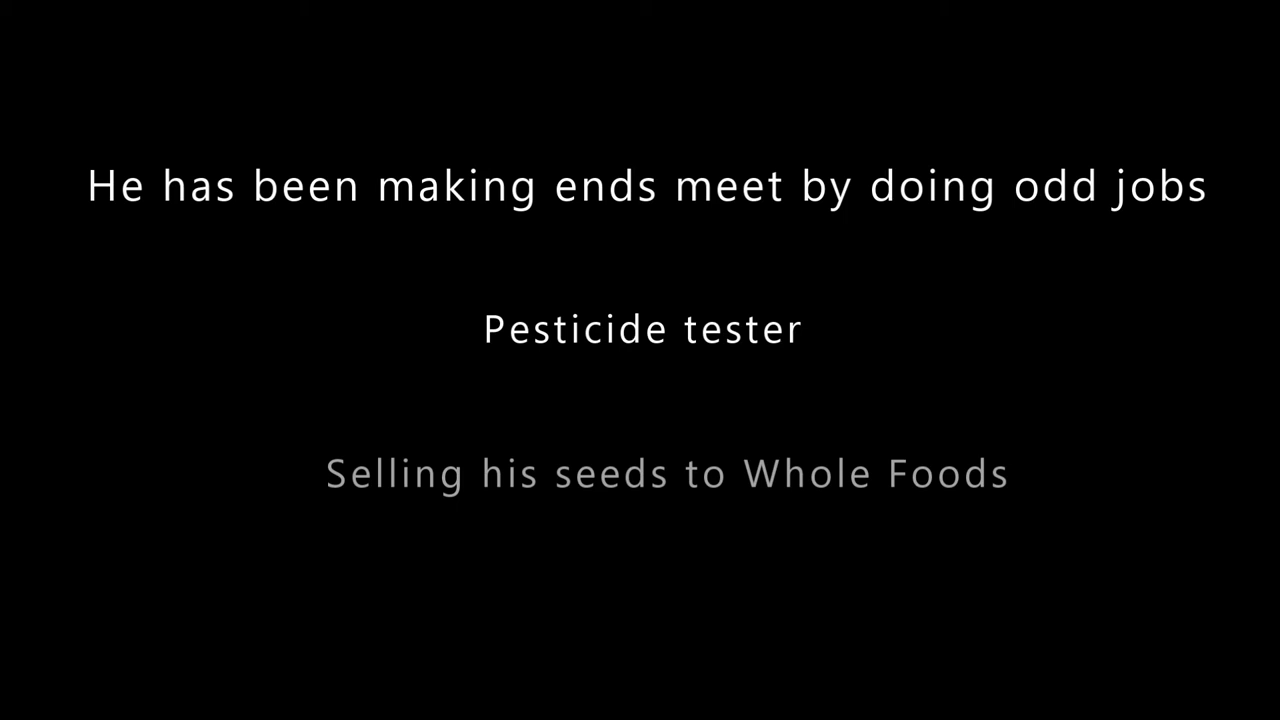 He has been making ends meet by doing odd jobs
Pesticide tester
Selling his seeds to Whole Foods